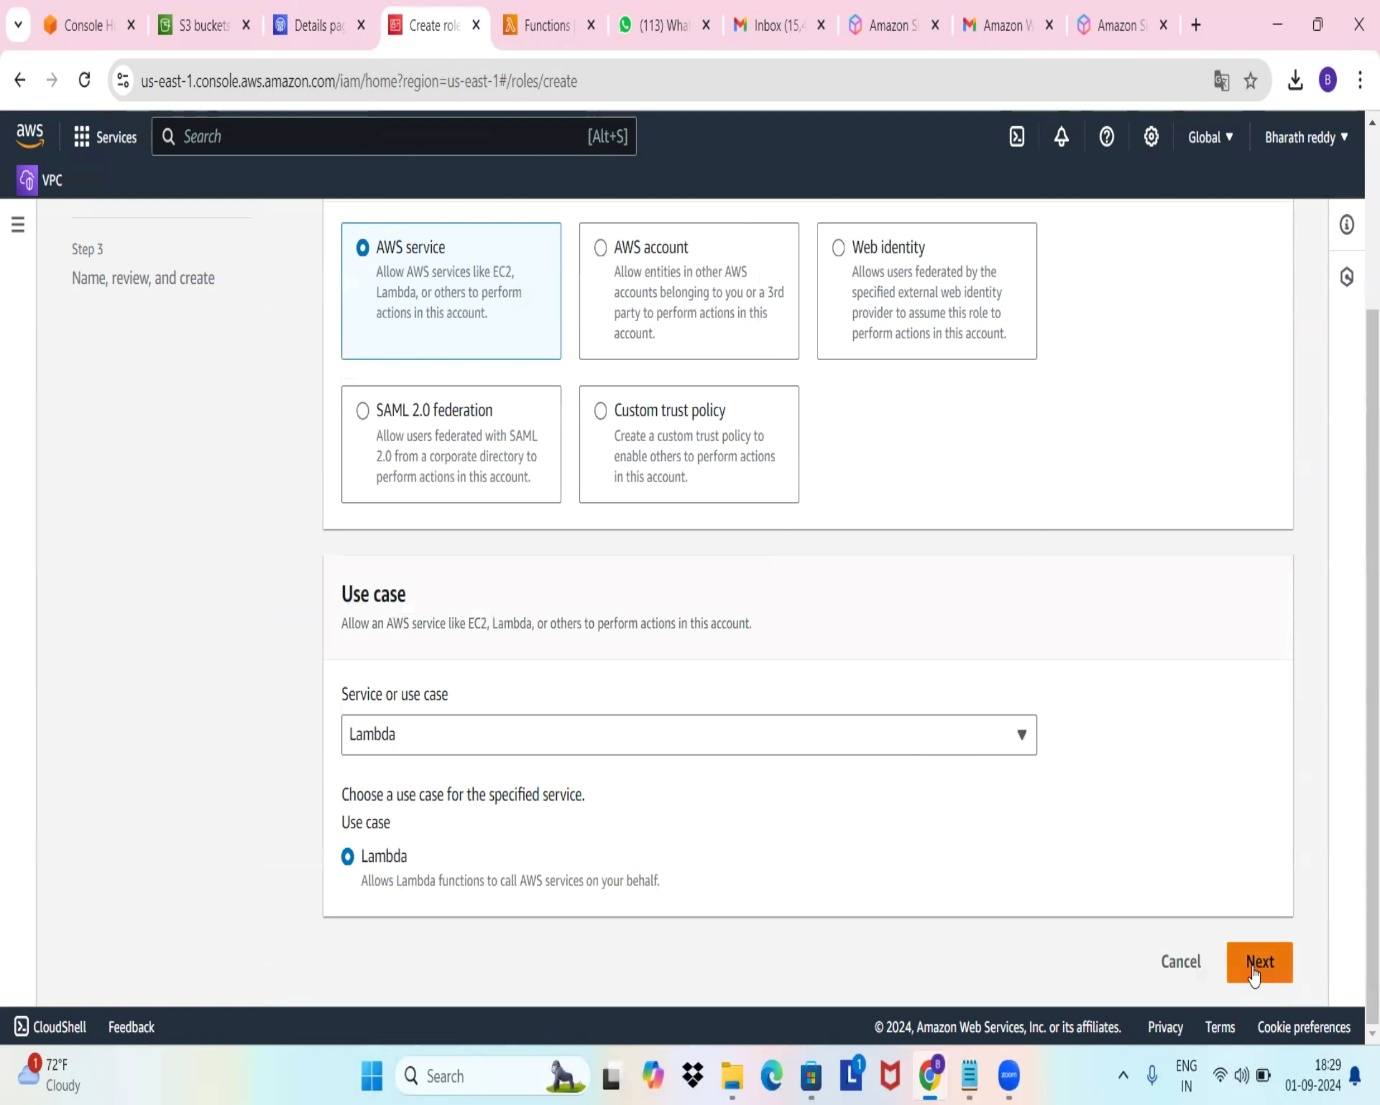 Console H
S3 buckets
Details pa
Create role
Functions
(113) Wha
Inbox (15,4
Amazon S
Amazon W
Amazon S
us-east-1.console.aws.amazon.com/iam/home?region=us-east-1#/roles/create
B
aws
Services
Search
[Alt+S]
Global
Bharath reddy
VPC
Step 3
Name, review, and create
AWS service
Allow AWS services like EC2,
Lambda, or others to perform
actions in this account.
AWS account
Allow entities in other AWS
accounts belonging to you or a 3rd
party to perform actions in this
account.
Web identity
Allows users federated by the
specified external web identity
provider to assume this role to
perform actions in this account.
SAML 2.0 federation
Allow users federated with SAML
2.0 from a corporate directory to
perform actions in this account.
Custom trust policy
Create a custom trust policy to
enable others to perform actions
in this account.
Use case
Allow an AWS service like EC2, Lambda, or others to perform actions in this account.
Service or use case
Lambda
Choose a use case for the specified service.
Use case
Lambda
Allows Lambda functions to call AWS services on your behalf.
Cancel
Next
CloudShell
Feedback
© 2024, Amazon Web Services, Inc. or its affiliates.
Privacy
Terms
Cookie preferences
1
72°F
Cloudy
Search
L
1
B
zoom
ENG
IN
18:29
01-09-2024